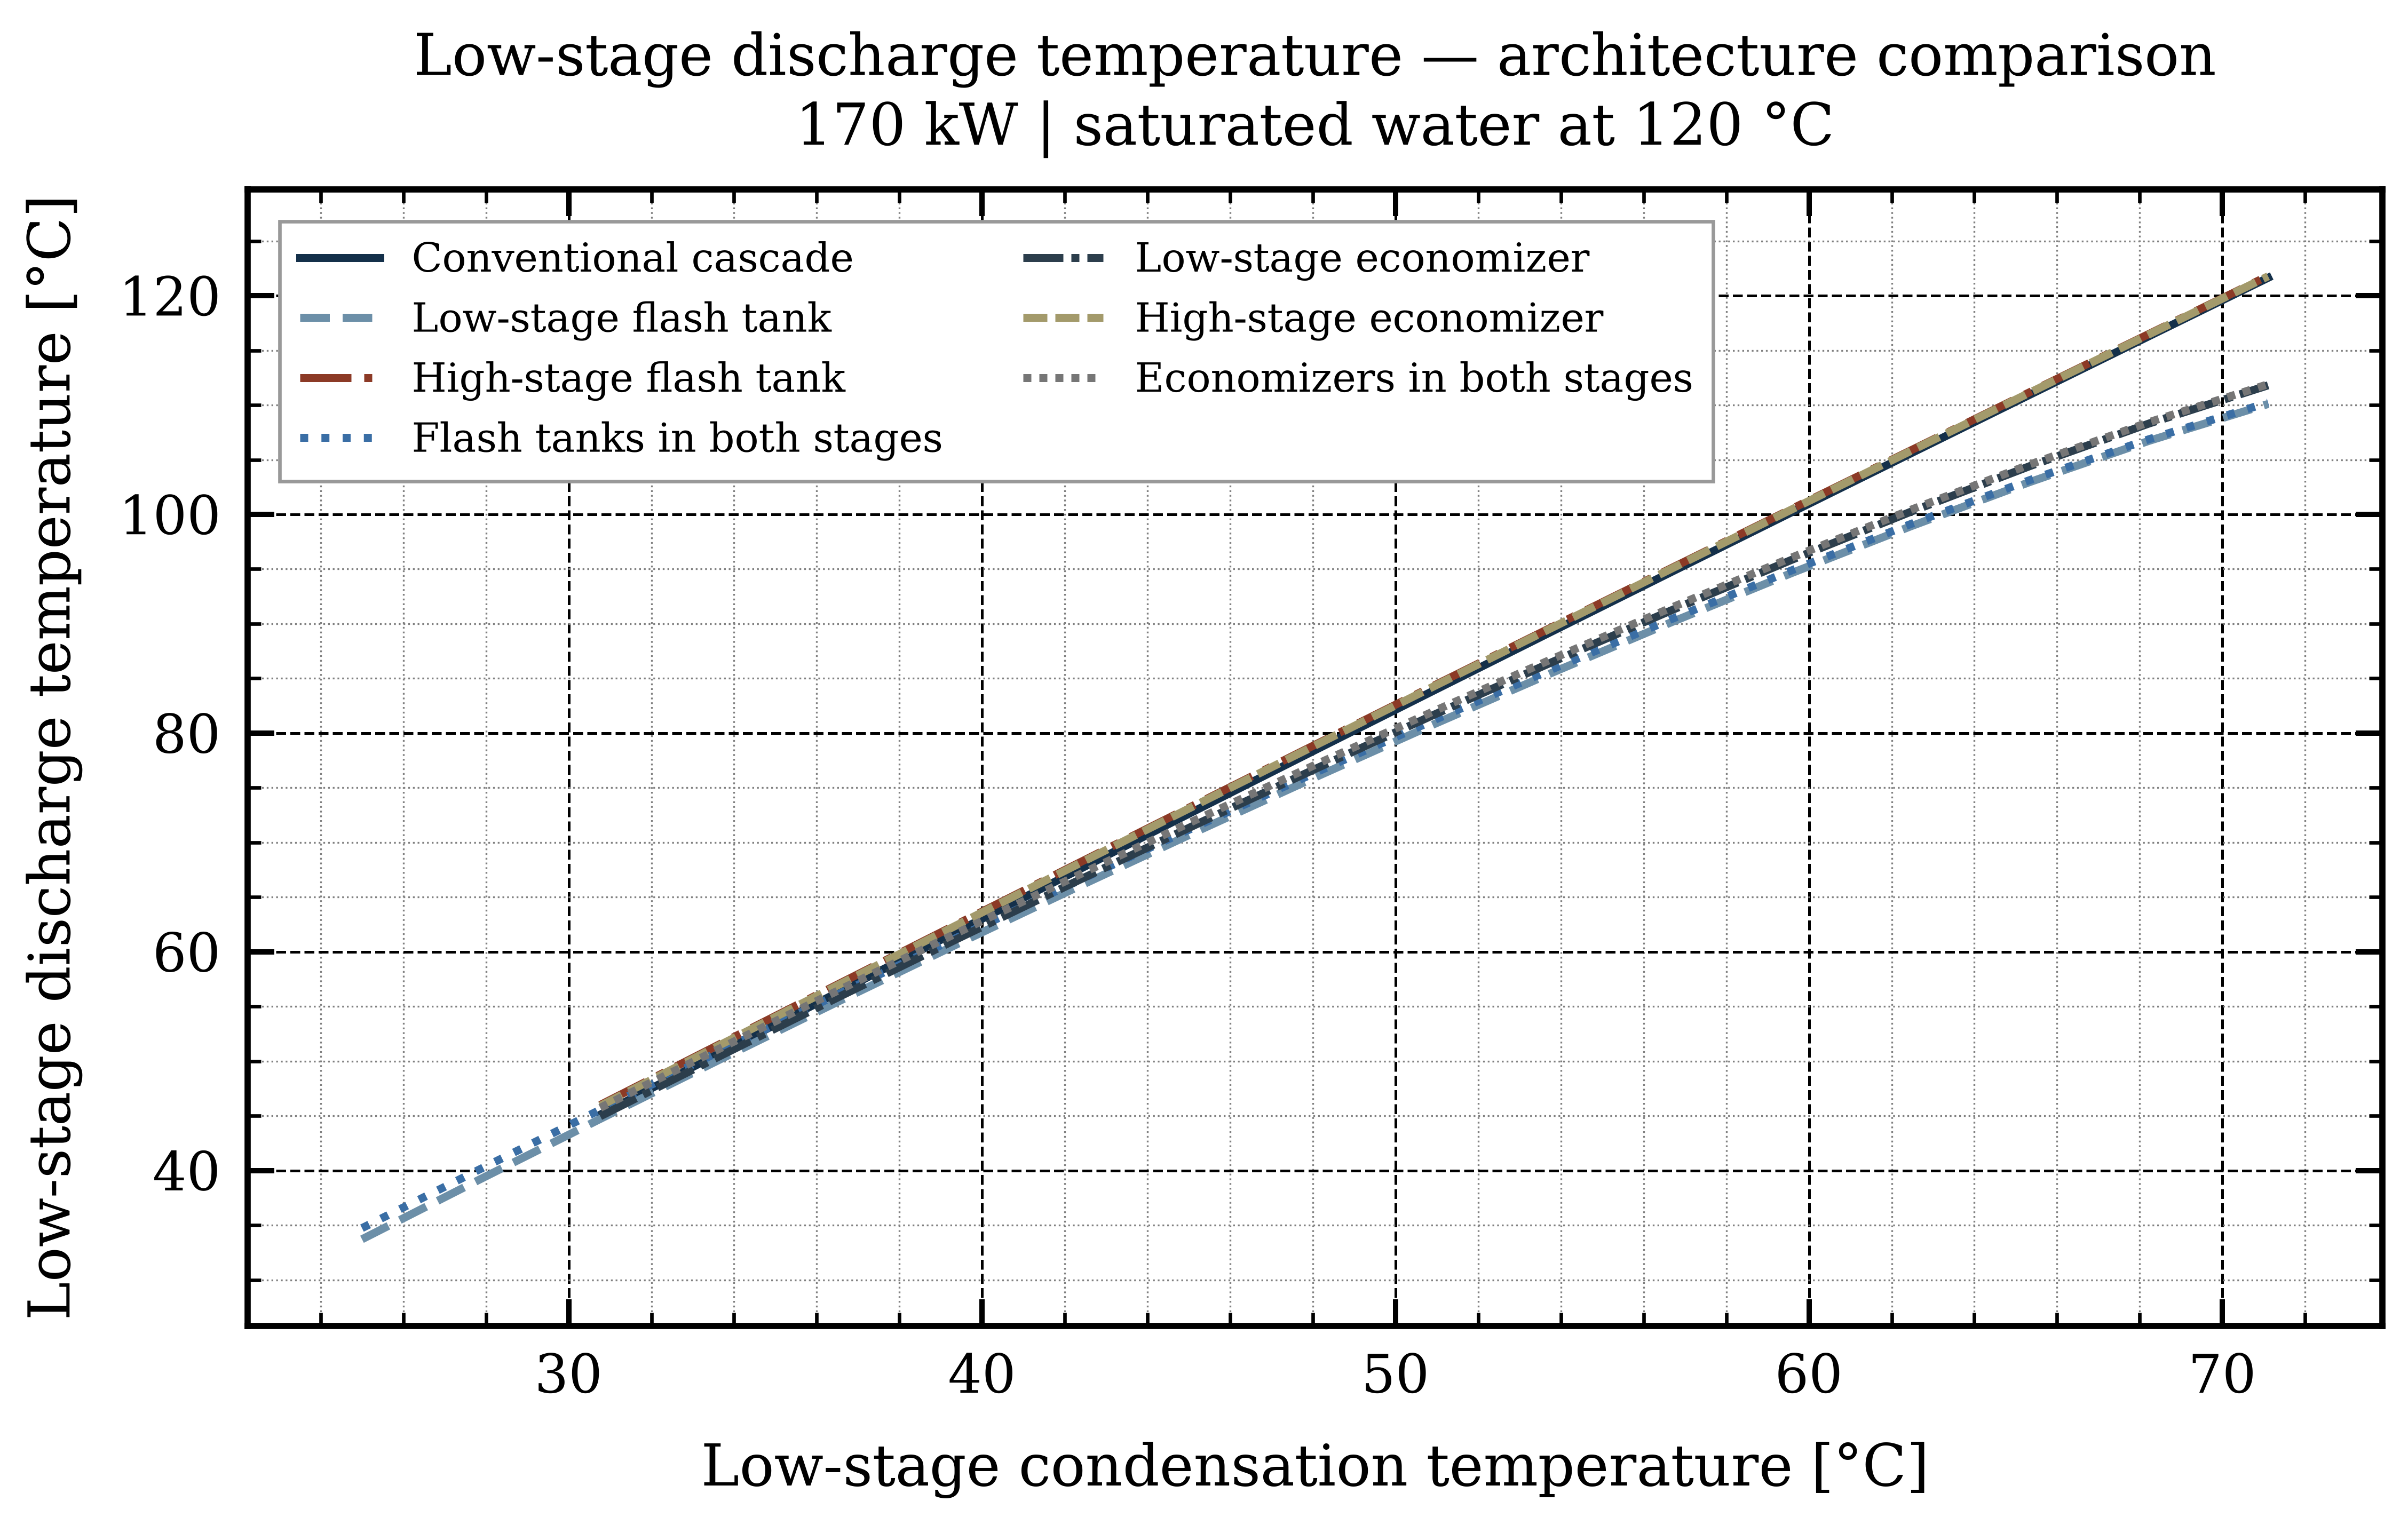 Low-stage discharge temperature — architecture comparison
170 kW | saturated water at 120 °C
Low-stage discharge temperature [°C]
Conventional cascade
Low-stage flash tank
High-stage flash tank
Flash tanks in both stages
Low-stage economizer
High-stage economizer
Economizers in both stages
120
100
80
60
40
30 40 50 60 70
Low-stage condensation temperature [°C]